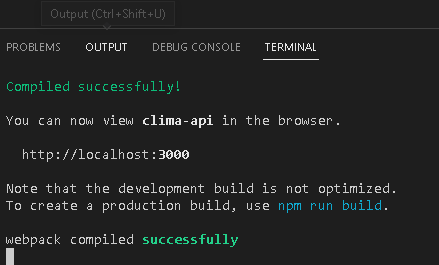 Output (Ctrl+Shift+U)
PROBLEMS OUTPUT DEBUG CONSOLE TERMINAL
Compiled successfully!
You can now view clima-api in the browser.
http://localhost:3000
Note that the development build is not optimized.
To create a production build, use npm run build.
webpack compiled successfully